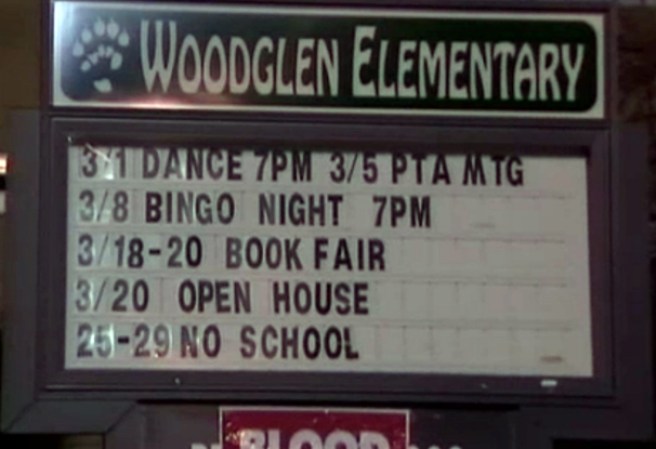 WOODGLEN ELEMENTARY
3/1 DANCE 7PM 3/5 PTA MTG
3/8 BINGO NIGHT 7PM
3/18-20 BOOK FAIR
3/20 OPEN HOUSE
25-29 NO SCHOOL
BLOOD